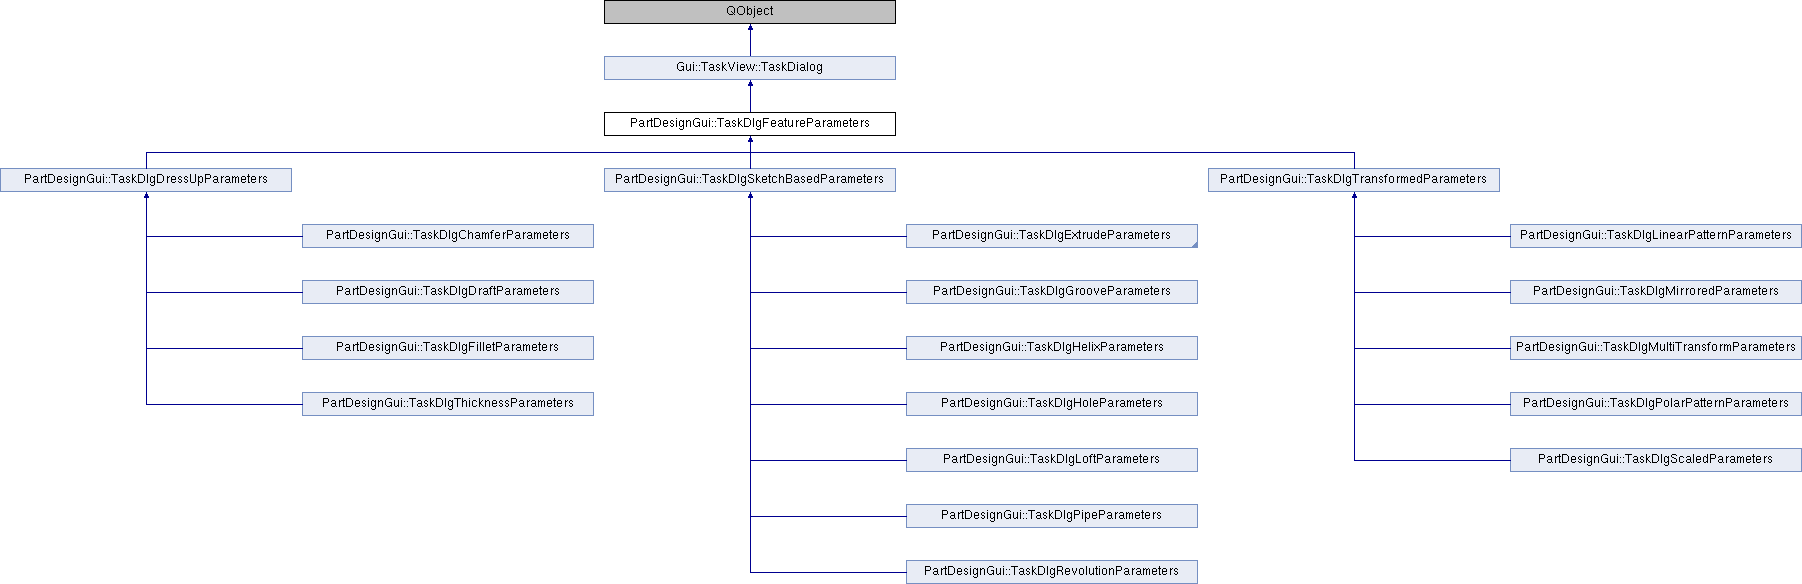 QObject
Gui::TaskView::TaskDialog
PartDesignGui::TaskDlgFeatureParameters
PartDesignGui::TaskDlgDressUpParameters
PartDesignGui::TaskDlgSketchBasedParameters
PartDesignGui::TaskDlgTransformedParameters
PartDesignGui::TaskDlgChamferParameters
PartDesignGui::TaskDlgExtrudeParameters
PartDesignGui::TaskDlgLinearPatternParameters
PartDesignGui::TaskDlgDraftParameters
PartDesignGui::TaskDlgGrooveParameters
PartDesignGui::TaskDlgMirroredParameters
PartDesignGui::TaskDlgFilletParameters
PartDesignGui::TaskDlgHelixParameters
PartDesignGui::TaskDlgMultiTransformParameters
PartDesignGui::TaskDlgThicknessParameters
PartDesignGui::TaskDlgHoleParameters
PartDesignGui::TaskDlgPolarPatternParameters
PartDesignGui::TaskDlgLoftParameters
PartDesignGui::TaskDlgScaledParameters
PartDesignGui::TaskDlgPipeParameters
PartDesignGui::TaskDlgRevolutionParameters